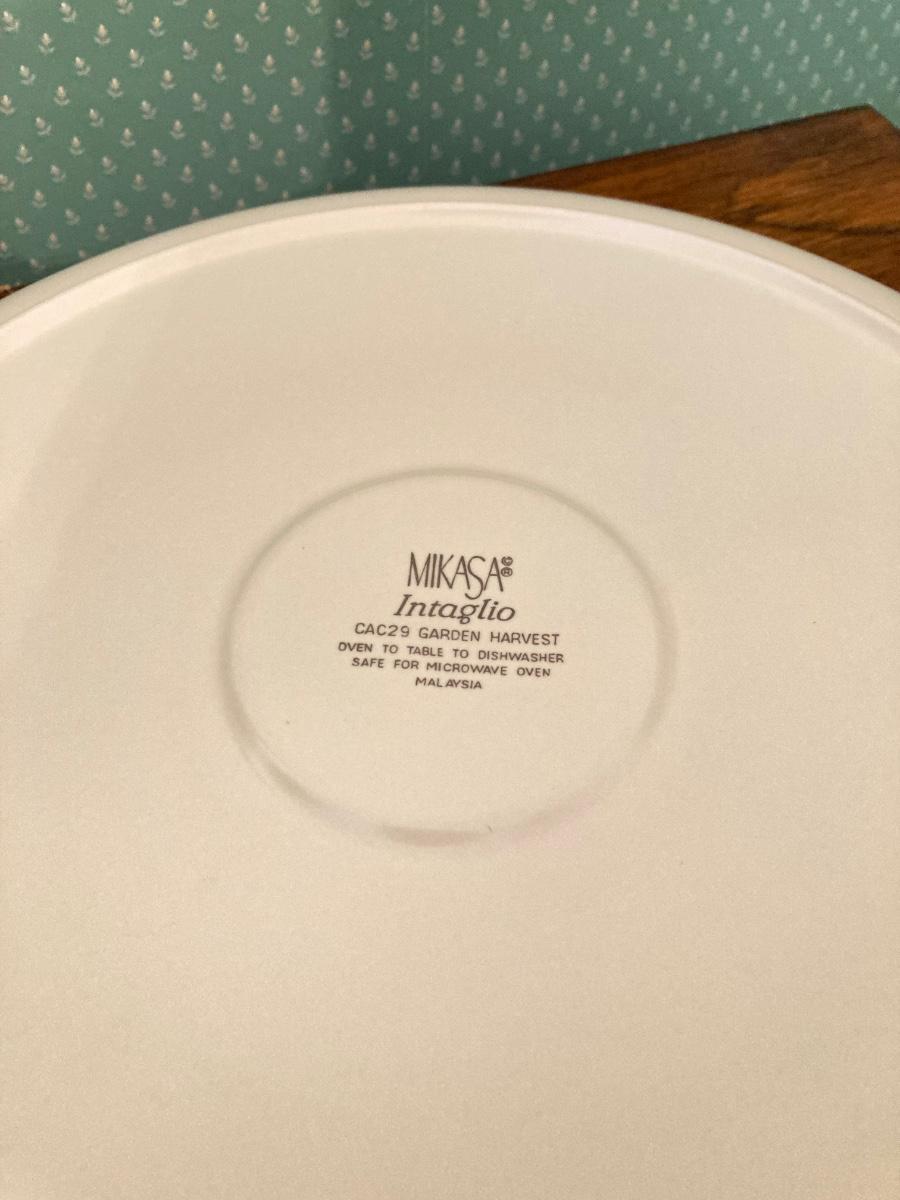 MIKASA©®
Intaglio
CAC29 GARDEN HARVEST
OVEN TO TABLE TO DISHWASHER
SAFE FOR MICROWAVE OVEN
MALAYSIA